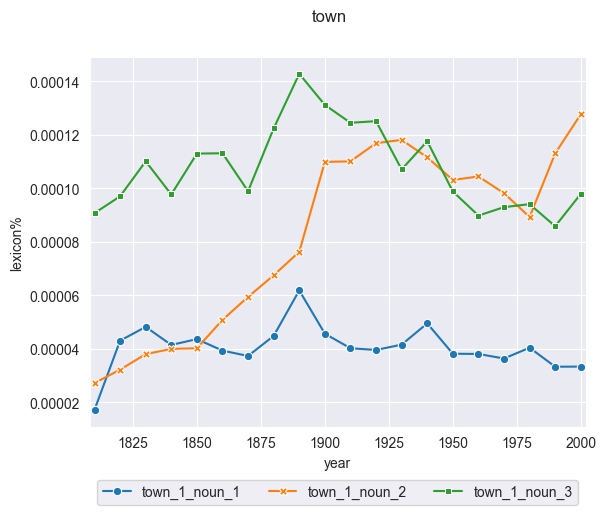 town
0.00014
0.00012
0.00010
0.00008
0.00006
0.00004
0.00002
lexicon%
1825 1850 1875 1900 1925 1950 1975 2000
year
town_1_noun_1 town_1_noun_2 town_1_noun_3